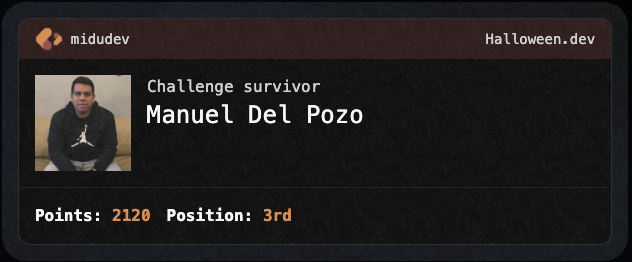 midudev
Halloween.dev
Challenge survivor
Manuel Del Pozo
Points: 2120 Position: 3rd